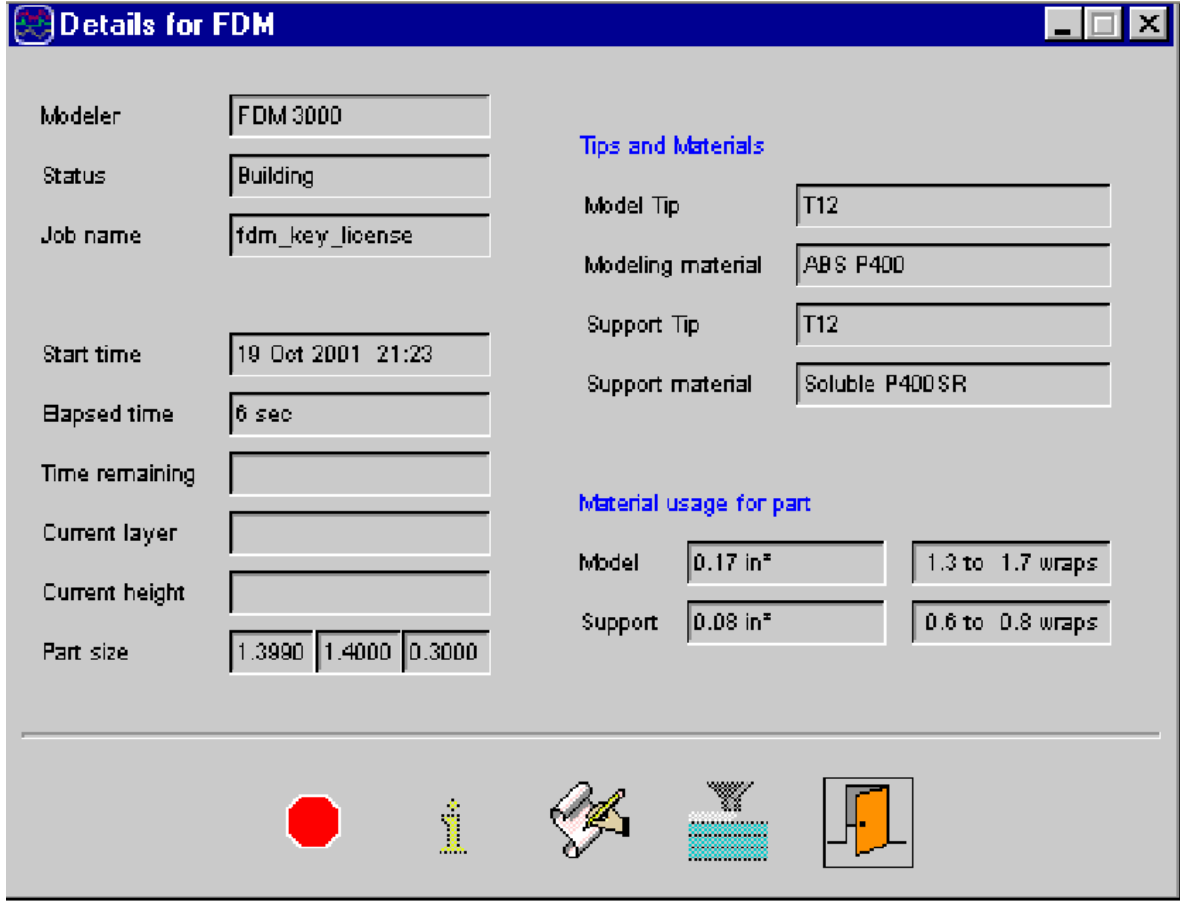 Details for FDM
Modeler FDM 3000
Status Building
Job name fdm_key_license
Start time 19 Oct 2001 21:23
Elapsed time 6 sec
Time remaining
Current layer
Current height
Part size 1.3990 1.4000 0.3000
Tips and Materials
Model Tip T12
Modeling material ABS P400
Support Tip T12
Support material Soluble P400SR
Material usage for part
Model 0.17 in³ 1.3 to 1.7 wraps
Support 0.08 in³ 0.6 to 0.8 wraps